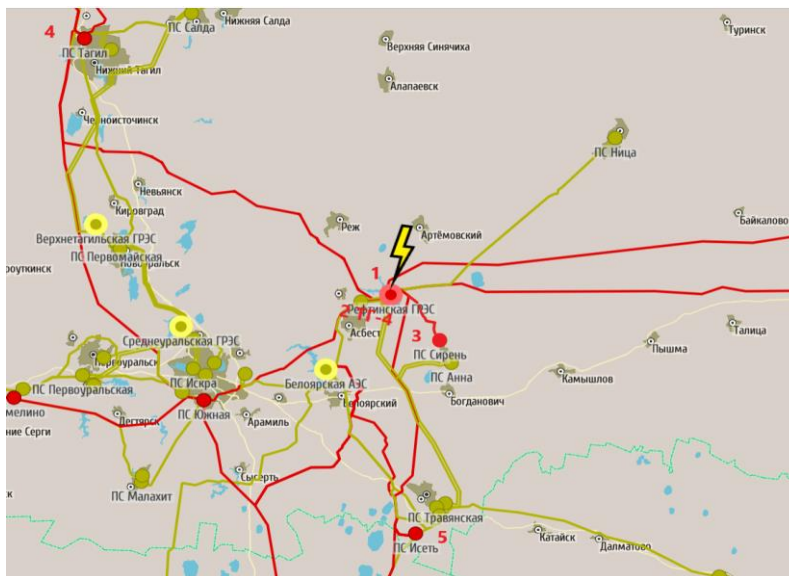 4
ПС Салда
Нижняя Салда
ПС Тагил
Нижний Тагил
Верхняя Синячиха
Туринск
Алапаевск
Черноисточинск
ПС Ница
Невьянск
Кировград
Реж
Артёмовский
Байкалово
Верхнетагильская ГРЭС
ПС Первомайская
1
Рефтинская ГРЭС
2
3
Асбест
Среднеуральская ГРЭС
ПС Сирень
Талица
Пышма
ПС Анна
ПС Первоуральская
ПС Искра
Белоярская АЭС
Камышлов
Богданович
Белоярский
ПС Южная
Дегтярск
Арамиль
ние Серги
Сысерть
ПС Малахит
ПС Травянская
5
ПС Исеть
Катайск
Далматово